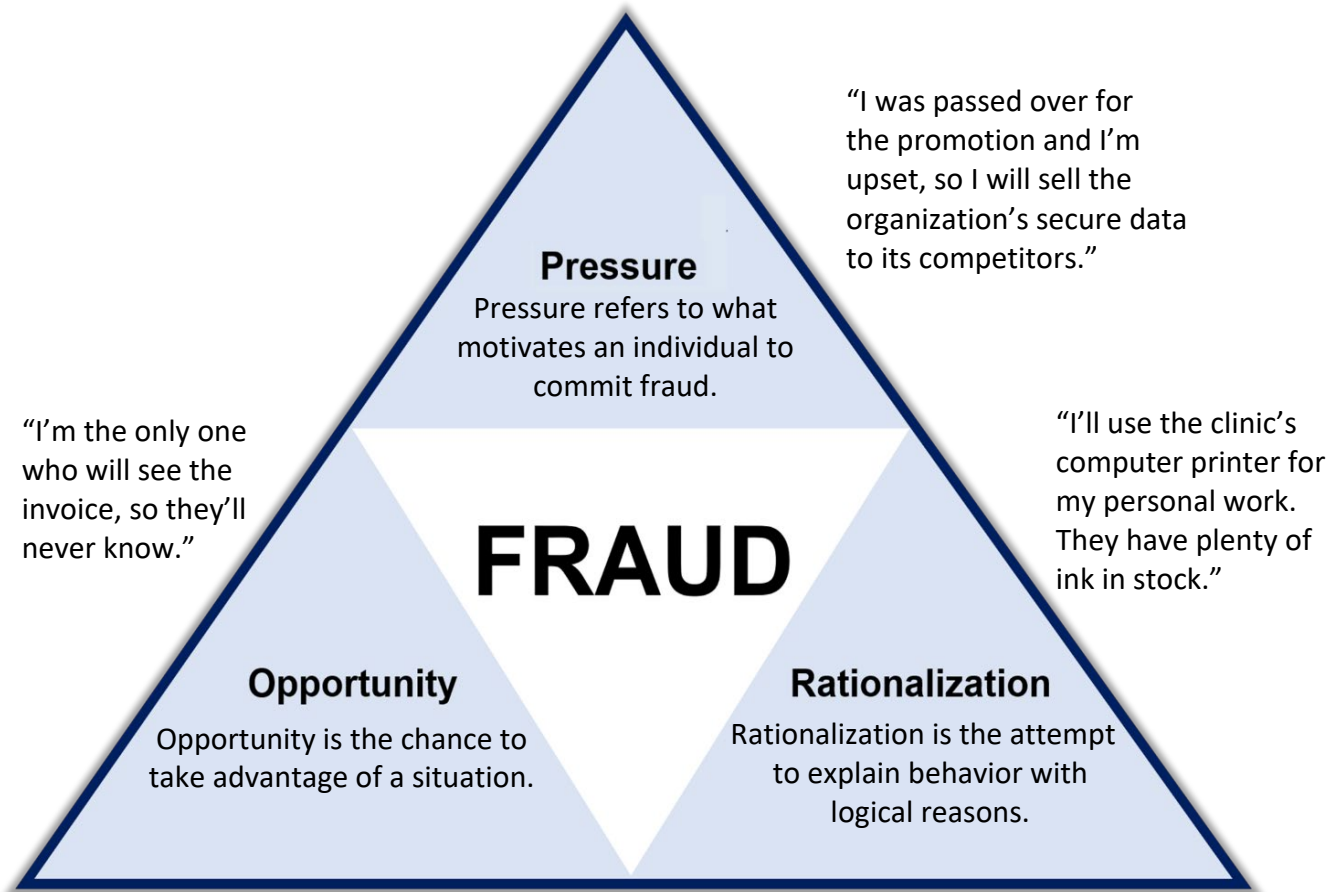 “I was passed over for
the promotion and I’m
upset, so I will sell the
organization’s secure data
to its competitors.”
Pressure
Pressure refers to what
motivates an individual to
commit fraud.
“I’m the only one
who will see the
invoice, so they’ll
never know.”
“I’ll use the clinic’s
computer printer for
my personal work.
They have plenty of
ink in stock.”
FRAUD
Opportunity
Opportunity is the chance to
take advantage of a situation.
Rationalization
Rationalization is the attempt
to explain behavior with
logical reasons.